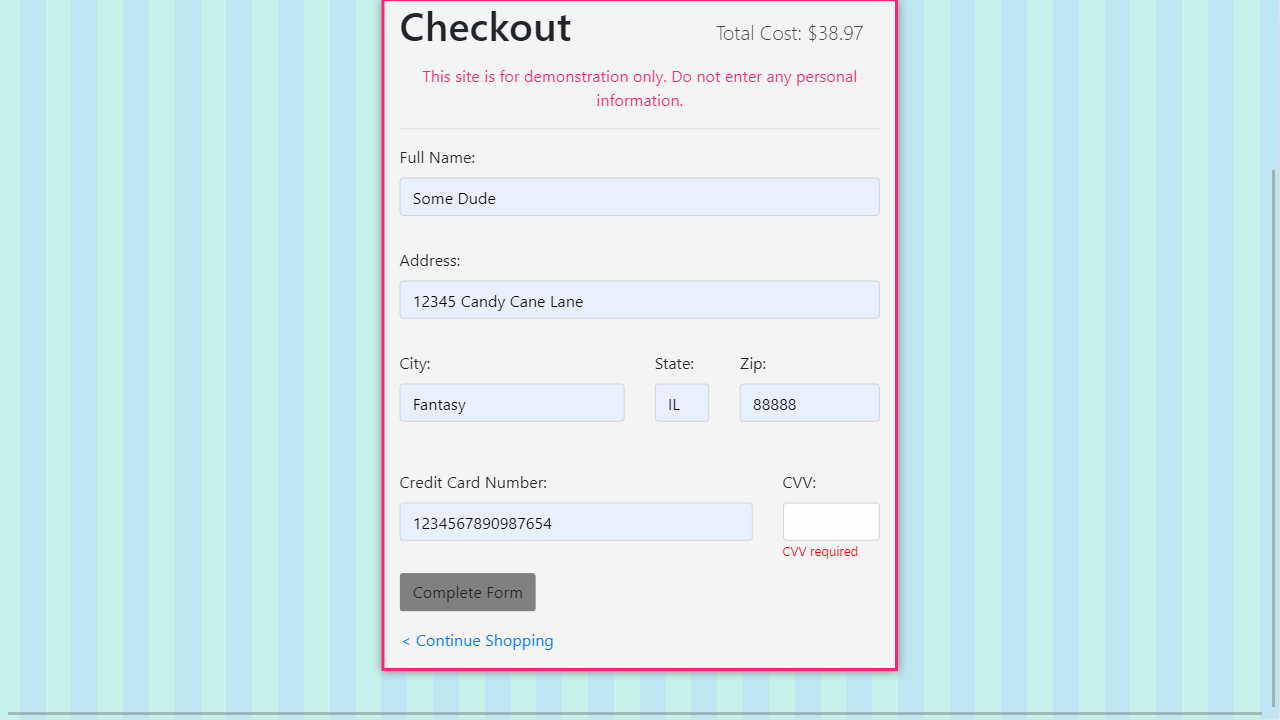 Checkout
Total Cost: $38.97
This site is for demonstration only. Do not enter any personal
information.
Full Name:
Some Dude
Address:
12345 Candy Cane Lane
City:
State:
Zip:
Fantasy
IL
88888
Credit Card Number:
CVV:
1234567890987654
CVV required
Complete Form
< Continue Shopping